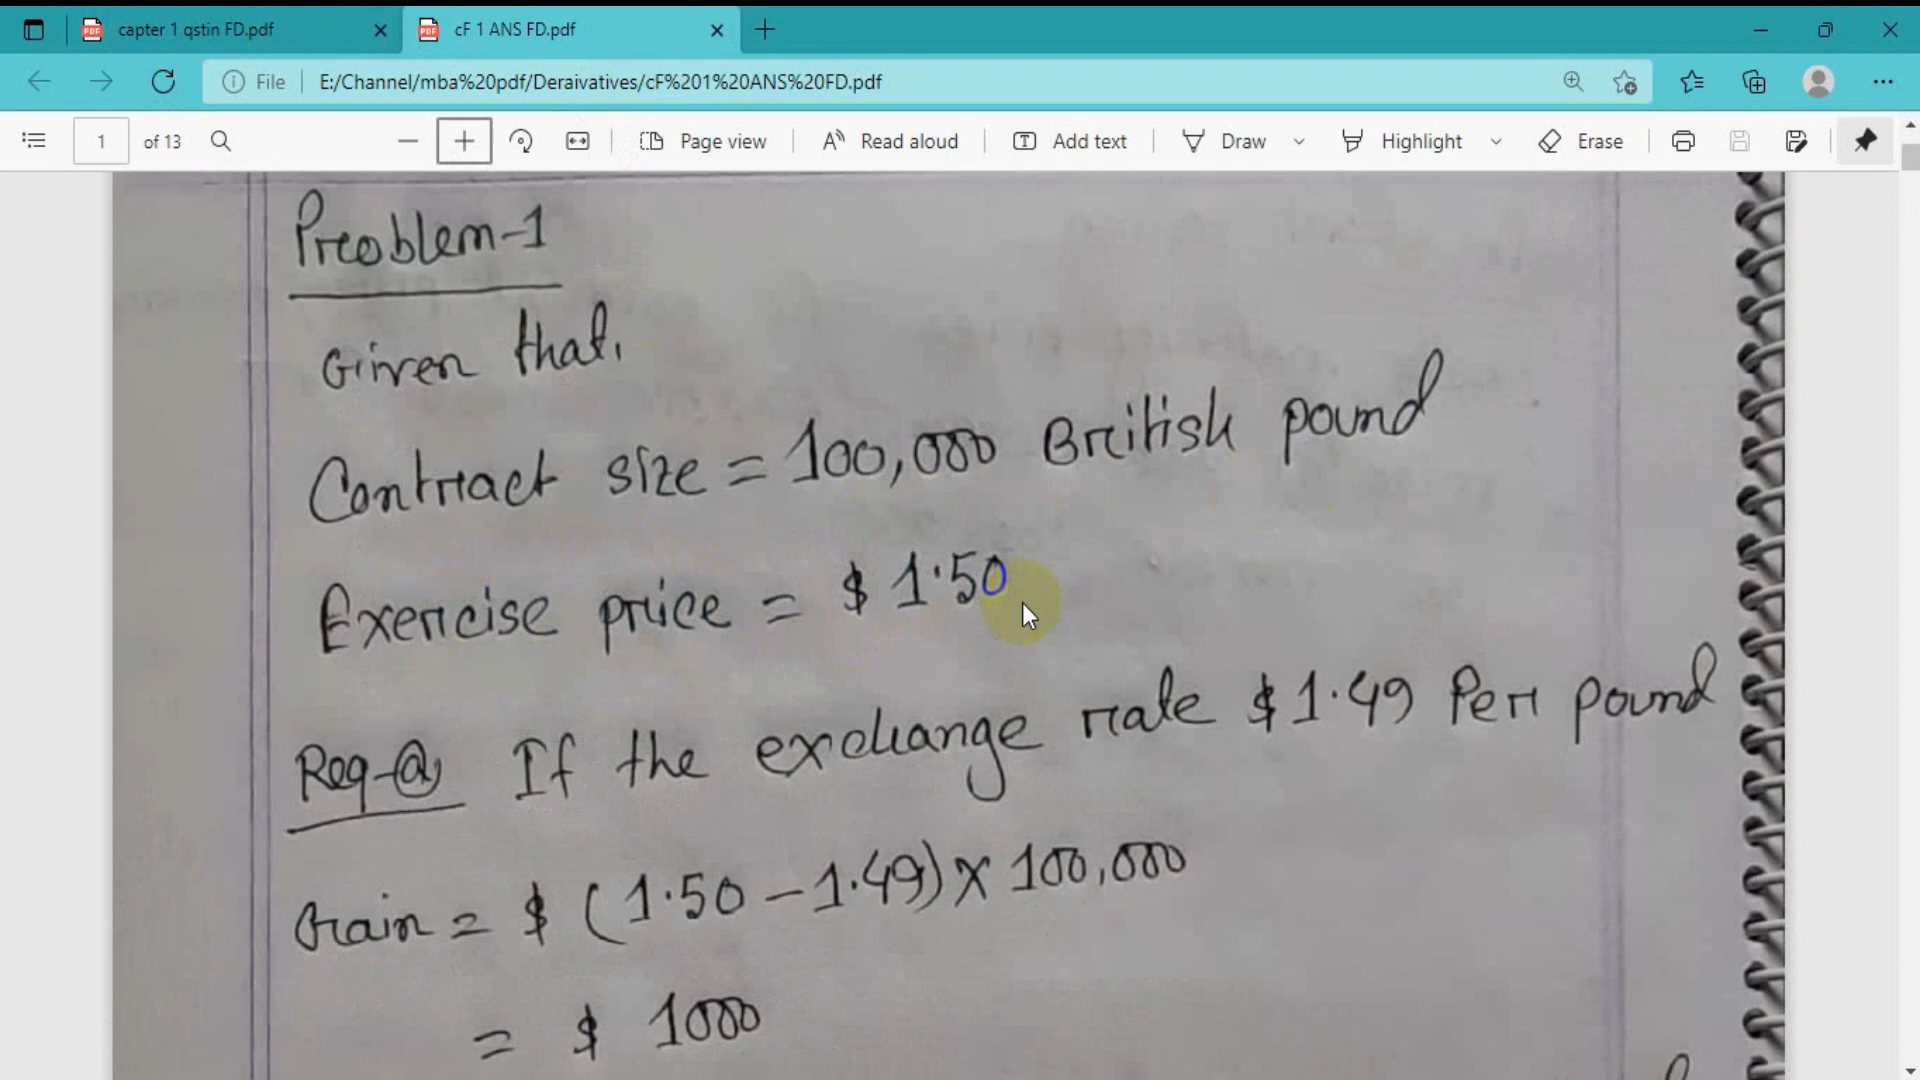 capter 1 qstin FD.pdf
cF 1 ANS FD.pdf
File
E:/Channel/mba%20pdf/Deraivatives/cF%201%20ANS%20FD.pdf
1 of 13
Page view
Read aloud
Add text
Draw
Highlight
Erase
Problem-1
Given that,
Contract size = 100,000 British pound
Exercise price = $ 1.50
Req-@ If the exchange rate $1.49 Per pound
Gain = $ (1.50 - 1.49) × 100,000
= $ 1000